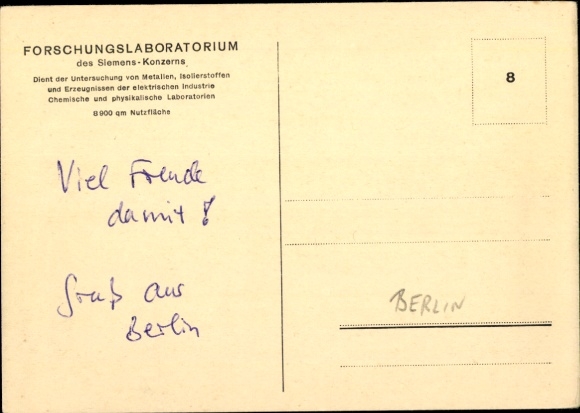 FORSCHUNGSLABORATORIUM
des Siemens-Konzerns
Dient der Untersuchung von Metallen, Isolierstoffen
und Erzeugnissen der elektrischen Industrie
Chemische und physikalische Laboratorien
8900 qm Nutzfläche
Viel Freude
damit!
Gruß aus
Berlin
8
BERLIN